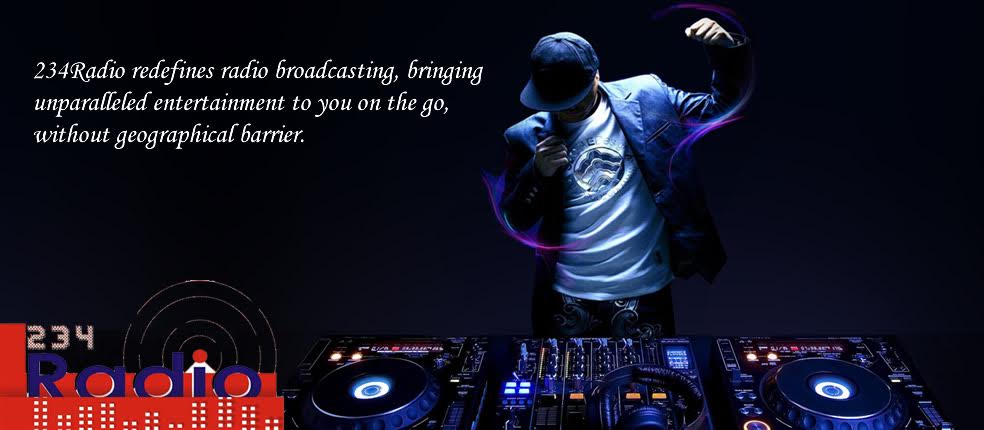 234Radio redefines radio broadcasting, bringing
unparalleled entertainment to you on the go,
without geographical barrier.
234
Radio